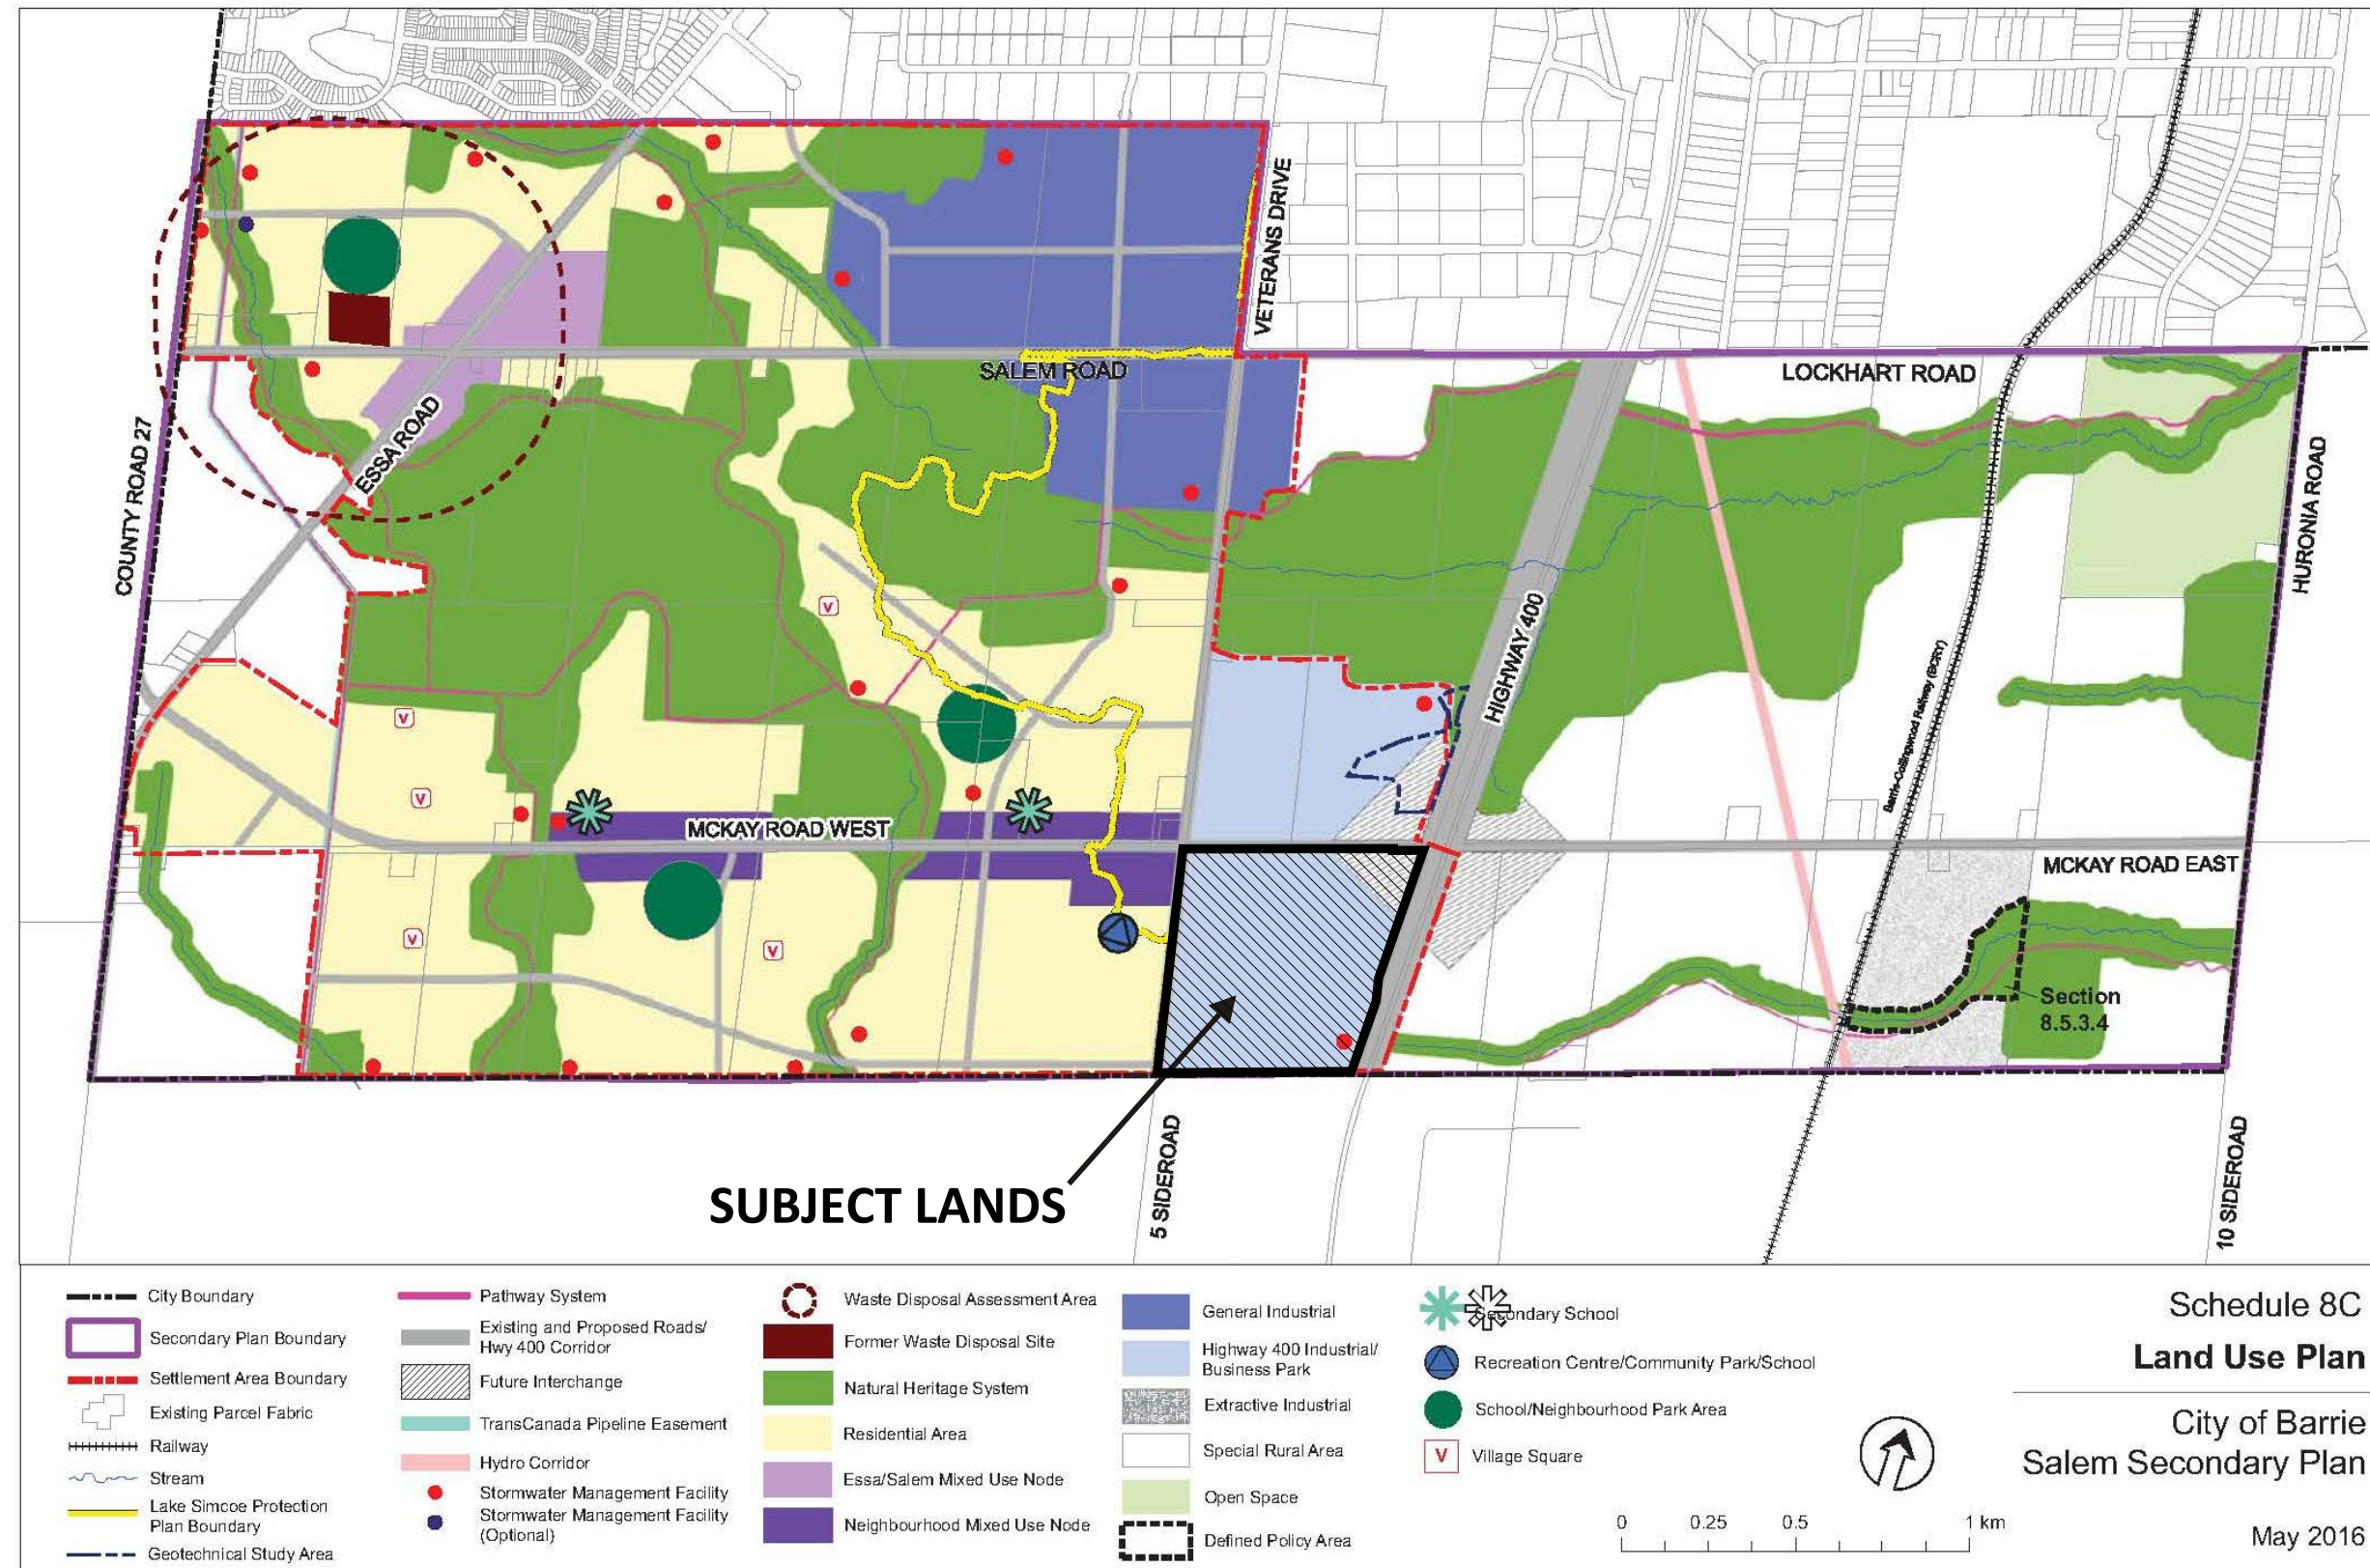 VETERANS DRIVE
SALEM ROAD
LOCKHART ROAD
COUNTY ROAD 27
ESSA ROAD
HURONIA ROAD
HIGHWAY 400
Barrie-Collingwood Railway (BCRY)
V
V
V
V
V
MCKAY ROAD WEST
MCKAY ROAD EAST
Section
8.5.3.4
SUBJECT LANDS
5 SIDEROAD
10 SIDEROAD
City Boundary
Secondary Plan Boundary
Settlement Area Boundary
Existing Parcel Fabric
Railway
Stream
Lake Simcoe Protection
Plan Boundary
Geotechnical Study Area
Pathway System
Existing and Proposed Roads/
Hwy 400 Corridor
Future Interchange
TransCanada Pipeline Easement
Hydro Corridor
Stormwater Management Facility
Stormwater Management Facility
(Optional)
Waste Disposal Assessment Area
Former Waste Disposal Site
Natural Heritage System
Residential Area
Essa/Salem Mixed Use Node
Neighbourhood Mixed Use Node
General Industrial
Highway 400 Industrial/
Business Park
Extractive Industrial
Special Rural Area
Open Space
Defined Policy Area
Secondary School
Recreation Centre/Community Park/School
School/Neighbourhood Park Area
V
Village Square
0 0.25 0.5 1 km
Schedule 8C
Land Use Plan
City of Barrie
Salem Secondary Plan
May 2016